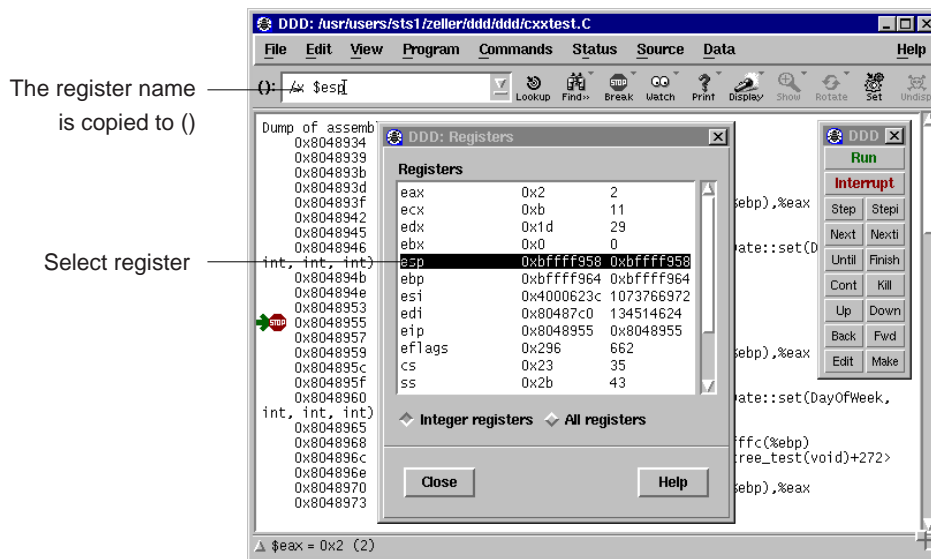 DDD: /usr/users/sts1/zeller/ddd/ddd/cxxtest.C
File Edit View Program Commands Status Source Data Help
The register name
is copied to ()
(): /x $esp
Lookup Find>> Break Watch Print Display Show Rotate Set Undisp
Dump of assemb
0x8048934
0x8048939
0x804893b
0x804893d
0x804893f %ebp),%eax
0x8048942
0x8048945
0x8048946 ate::set(D
int, int, int)
0x804894b
0x804894e
0x8048953
STOP 0x8048955
0x8048957
0x8048959 %ebp),%eax
0x804895c
0x804895f
0x8048960 ate::set(DayOfWeek,
int, int, int)
0x8048965
0x8048968 fffc(%ebp)
0x804896c tree_test(void)+272>
0x804896e
0x8048970 %ebp),%eax
0x8048973
Select register
DDD: Registers
Registers
eax 0x2 2
ecx 0xb 11
edx 0x1d 29
ebx 0x0 0
esp 0xbffff958 0xbffff958
ebp 0xbffff964 0xbffff964
esi 0x4000623c 1073766972
edi 0x80487c0 134514624
eip 0x8048955 0x8048955
eflags 0x296 662
cs 0x23 35
ss 0x2b 43
Integer registers All registers
Close Help
DDD
Run
Interrupt
Step Stepi
Next Nexti
Until Finish
Cont Kill
Up Down
Back Fwd
Edit Make
$eax = 0x2 (2)